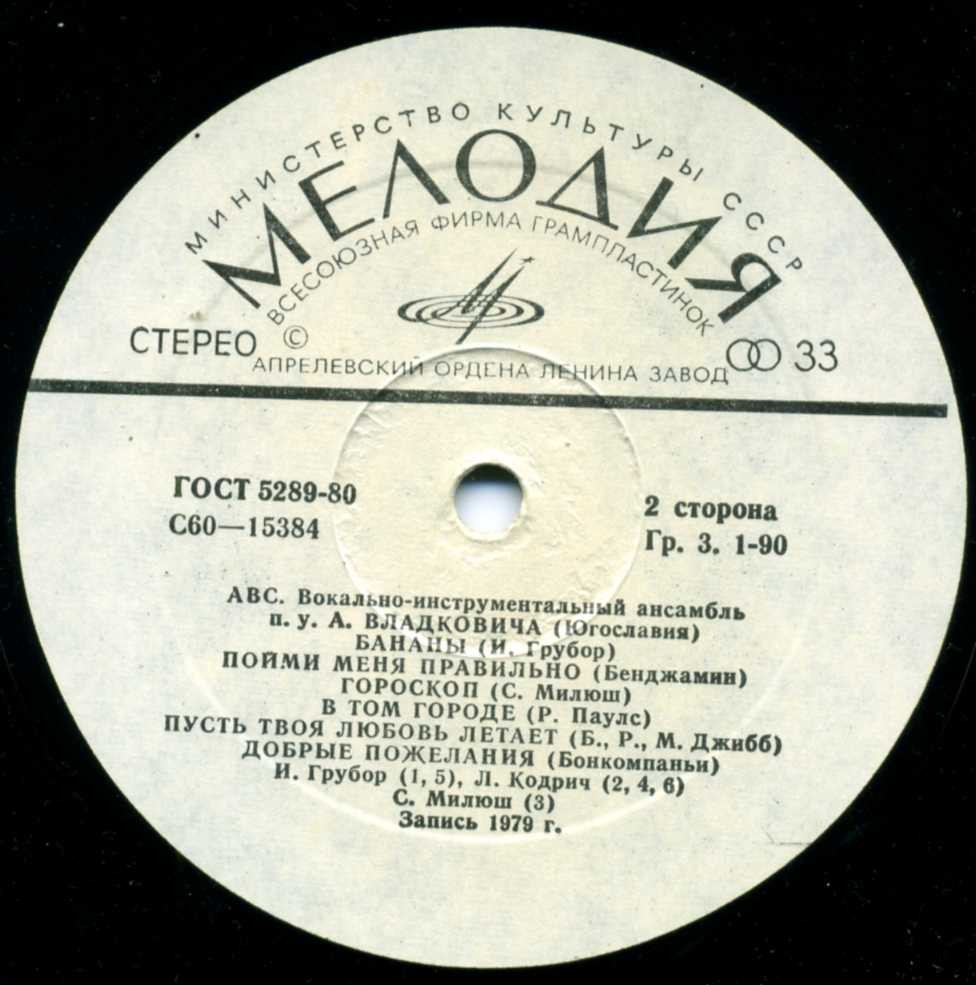 МИНИСТЕРСТВО КУЛЬТУРЫ СССР
МЕЛОДИЯ
ВСЕСОЮЗНАЯ ФИРМА ГРАМПЛАСТИНОК
СТЕРЕО © 33
АПРЕЛЕВСКИЙ ОРДЕНА ЛЕНИНА ЗАВОД
ГОСТ 5289-80
С60—15384
2 сторона
Гр. 3. 1-90
АВС. Вокально-инструментальный ансамбль
п. у. А. ВЛАДКОВИЧА (Югославия)
БАНАНЫ (И. Грубор)
ПОЙМИ МЕНЯ ПРАВИЛЬНО (Бенджамин)
ГОРОСКОП (С. Милюш)
В ТОМ ГОРОДЕ (Р. Паулс)
ПУСТЬ ТВОЯ ЛЮБОВЬ ЛЕТАЕТ (Б., Р., М. Джибб)
ДОБРЫЕ ПОЖЕЛАНИЯ (Бонкомпаньи)
И. Грубор (1, 5), Л. Кодрич (2, 4, 6)
С. Милюш (3)
Запись 1979 г.